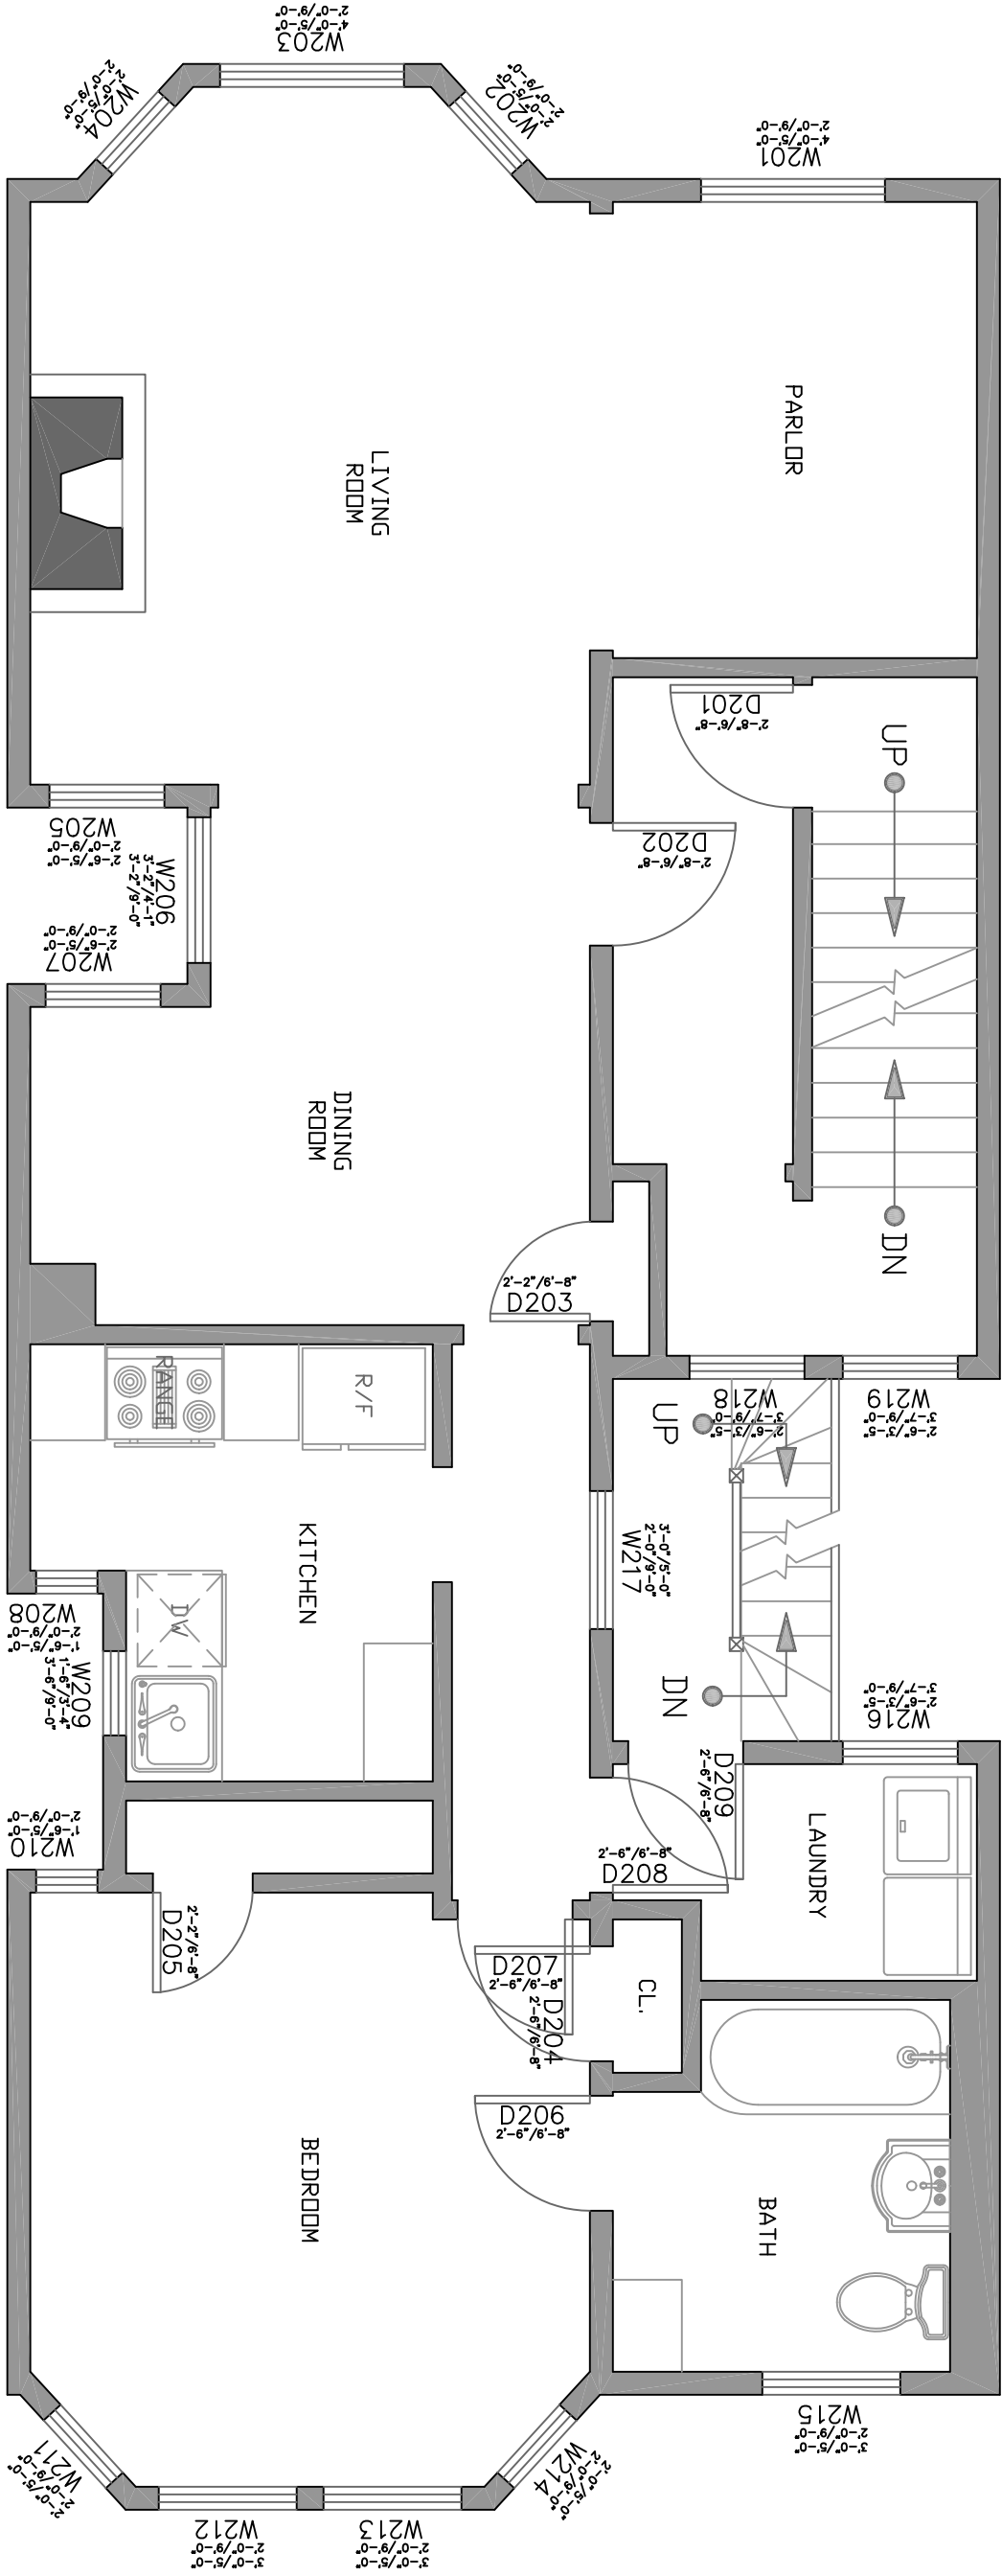 W203
4'-0"/5'-0"
2'-0"/9'-0"
W204
2'-0"/5'-0"
2'-0"/9'-0"
W202
2'-0"/5'-0"
2'-0"/9'-0"
W201
4'-0"/5'-0"
2'-0"/9'-0"
PARLOR
LIVING
ROOM
D201
2'-8"/6'-8"
UP
D202
2'-8"/6'-8"
W205
2'-6"/5'-0"
2'-0"/9'-0"
W206
3'-2"/4'-1"
3'-2"/9'-0"
W207
2'-6"/5'-0"
2'-0"/9'-0"
DINING
ROOM
DN
2'-2"/6'-8"
D203
RANGE
R/F
UP
W218
2'-6"/3'-5"
3'-7"/9'-0"
W219
2'-6"/3'-5"
3'-7"/9'-0"
KITCHEN
3'-0"/5'-0"
2'-0"/9'-0"
W217
W208
1'-6"/5'-0"
2'-0"/9'-0"
DW
W209
1'-6"/3'-4"
3'-6"/9'-0"
DN
W216
2'-6"/3'-5"
3'-7"/9'-0"
D209
2'-6"/6'-8"
W210
1'-6"/5'-0"
2'-0"/9'-0"
2'-6"/6'-8"
D208
LAUNDRY
2'-2"/6'-8"
D205
D207
2'-6"/6'-8"
D204
2'-6"/6'-8"
CL.
D206
2'-6"/6'-8"
BEDROOM
BATH
W211
2'-0"/5'-0"
2'-0"/9'-0"
W212
3'-0"/5'-0"
2'-0"/9'-0"
W213
3'-0"/5'-0"
2'-0"/9'-0"
W214
2'-0"/9'-0"
2'-0"/5'-0"
W215
3'-0"/5'-0"
2'-0"/9'-0"